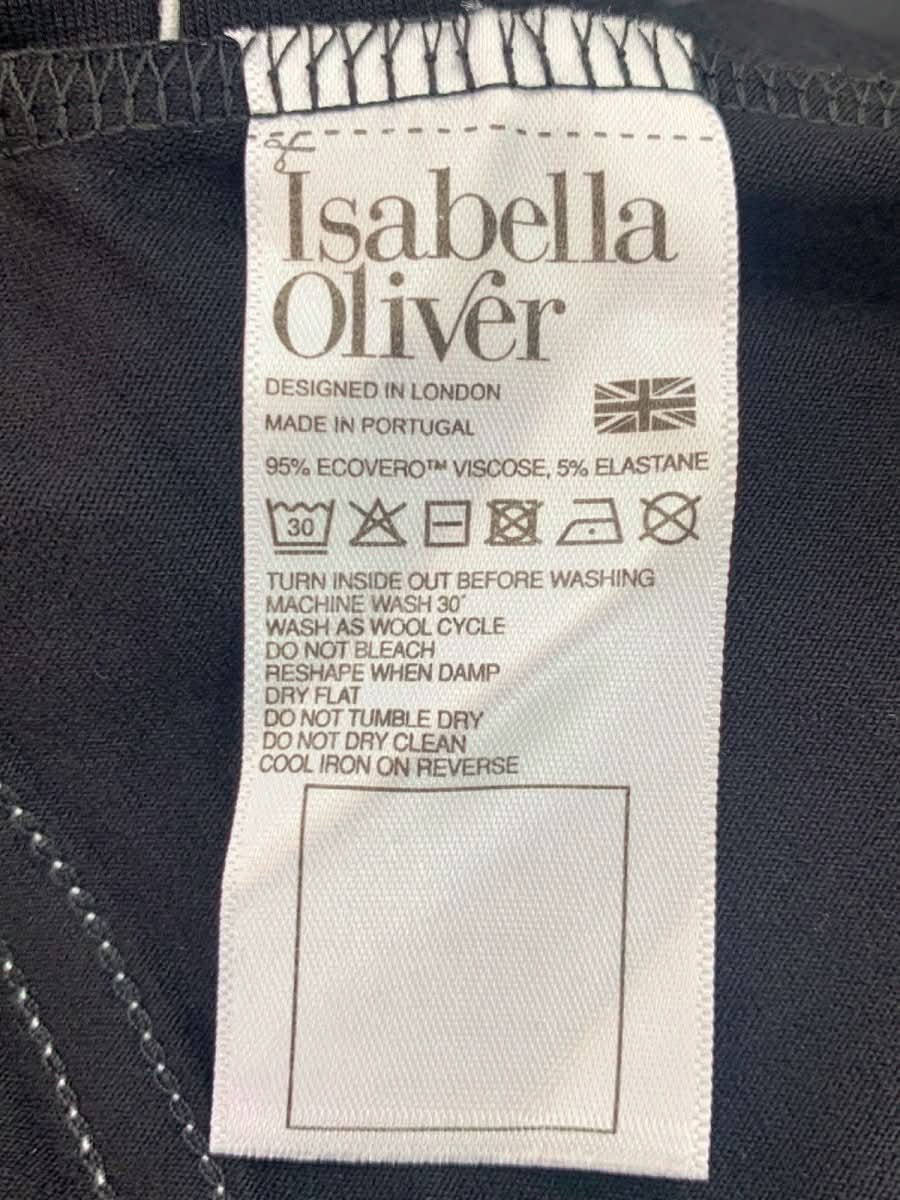 Isabella
Oliver
DESIGNED IN LONDON
MADE IN PORTUGAL
95% ECOVERO™ VISCOSE, 5% ELASTANE
30
TURN INSIDE OUT BEFORE WASHING
MACHINE WASH 30°
WASH AS WOOL CYCLE
DO NOT BLEACH
RESHAPE WHEN DAMP
DRY FLAT
DO NOT TUMBLE DRY
DO NOT DRY CLEAN
COOL IRON ON REVERSE